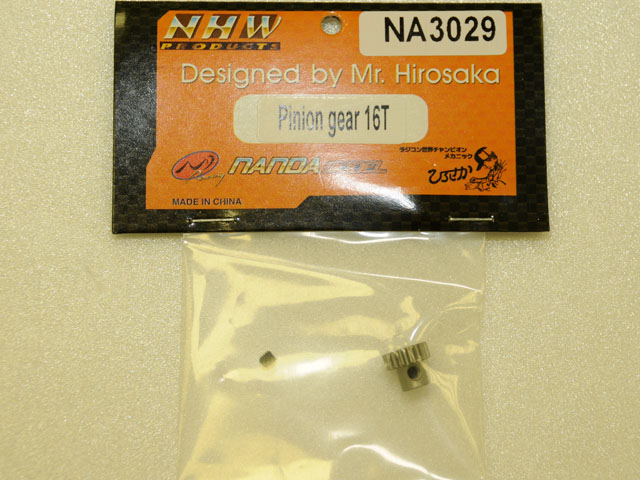 NHW
PRODUCTS
NA3029
Designed by Mr. Hirosaka
Pinion gear 16T
NANDA
ラジコン世界チャンピオン
メカニック
ひろさか
MADE IN CHINA